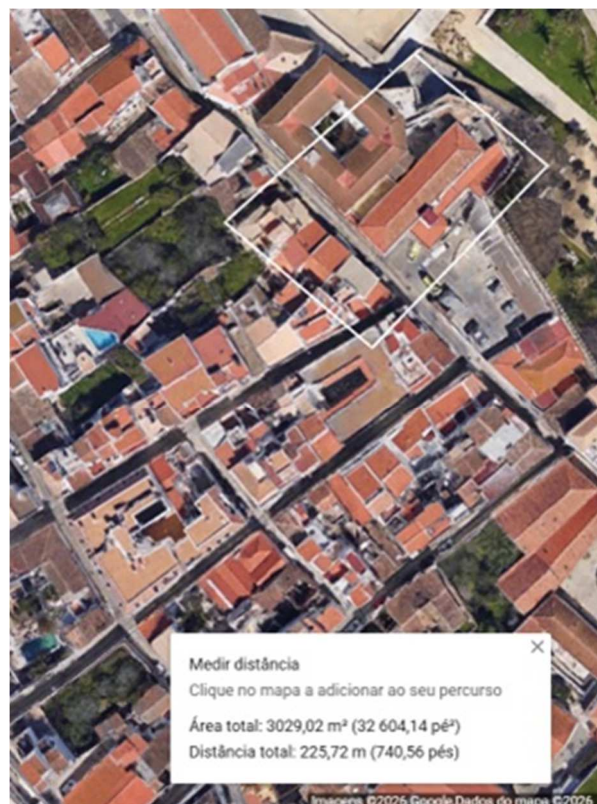 Medir distância
Clique no mapa a adicionar ao seu percurso
Área total: 3029,02 m² (32 604,14 pé²)
Distância total: 225,72 m (740,56 pés)
Imagens ©2026 Google Dados do mapa ©2026